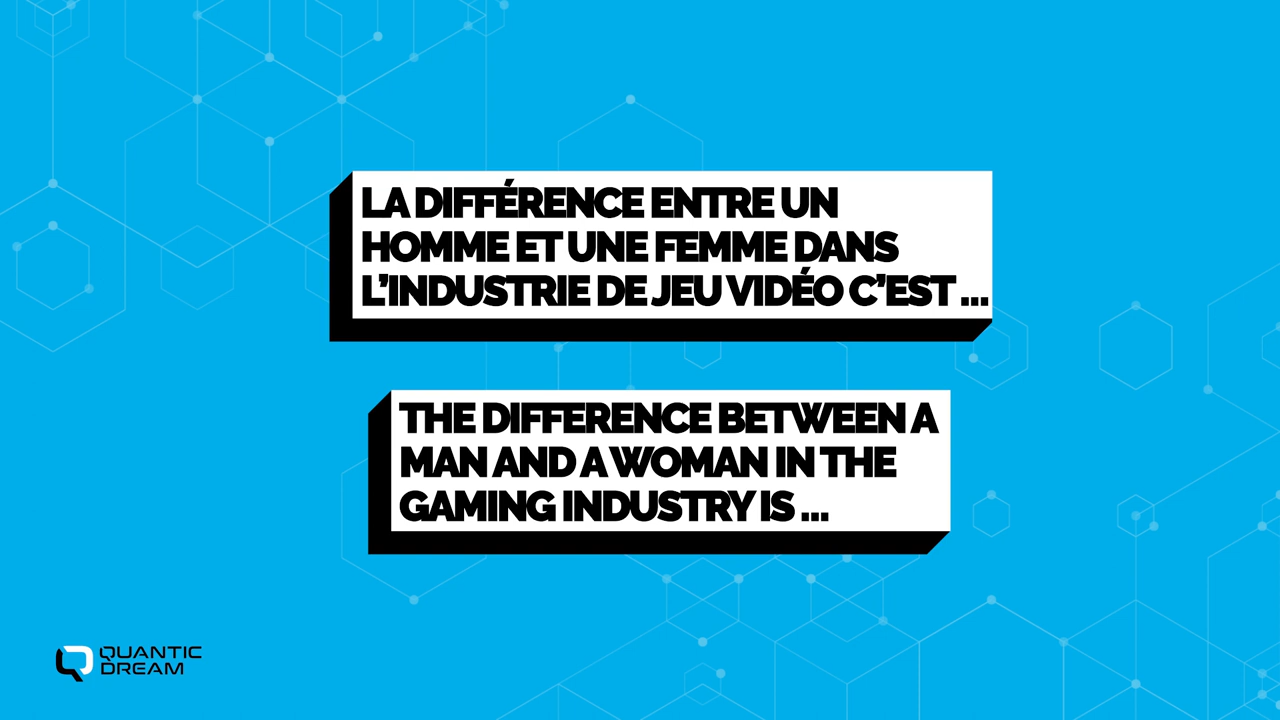 LA DIFFÉRENCE ENTRE UN
HOMME ET UNE FEMME DANS
L’INDUSTRIE DE JEU VIDÉO C’EST ...
THE DIFFERENCE BETWEEN A
MAN AND A WOMAN IN THE
GAMING INDUSTRY IS ...
QUANTIC
DREAM